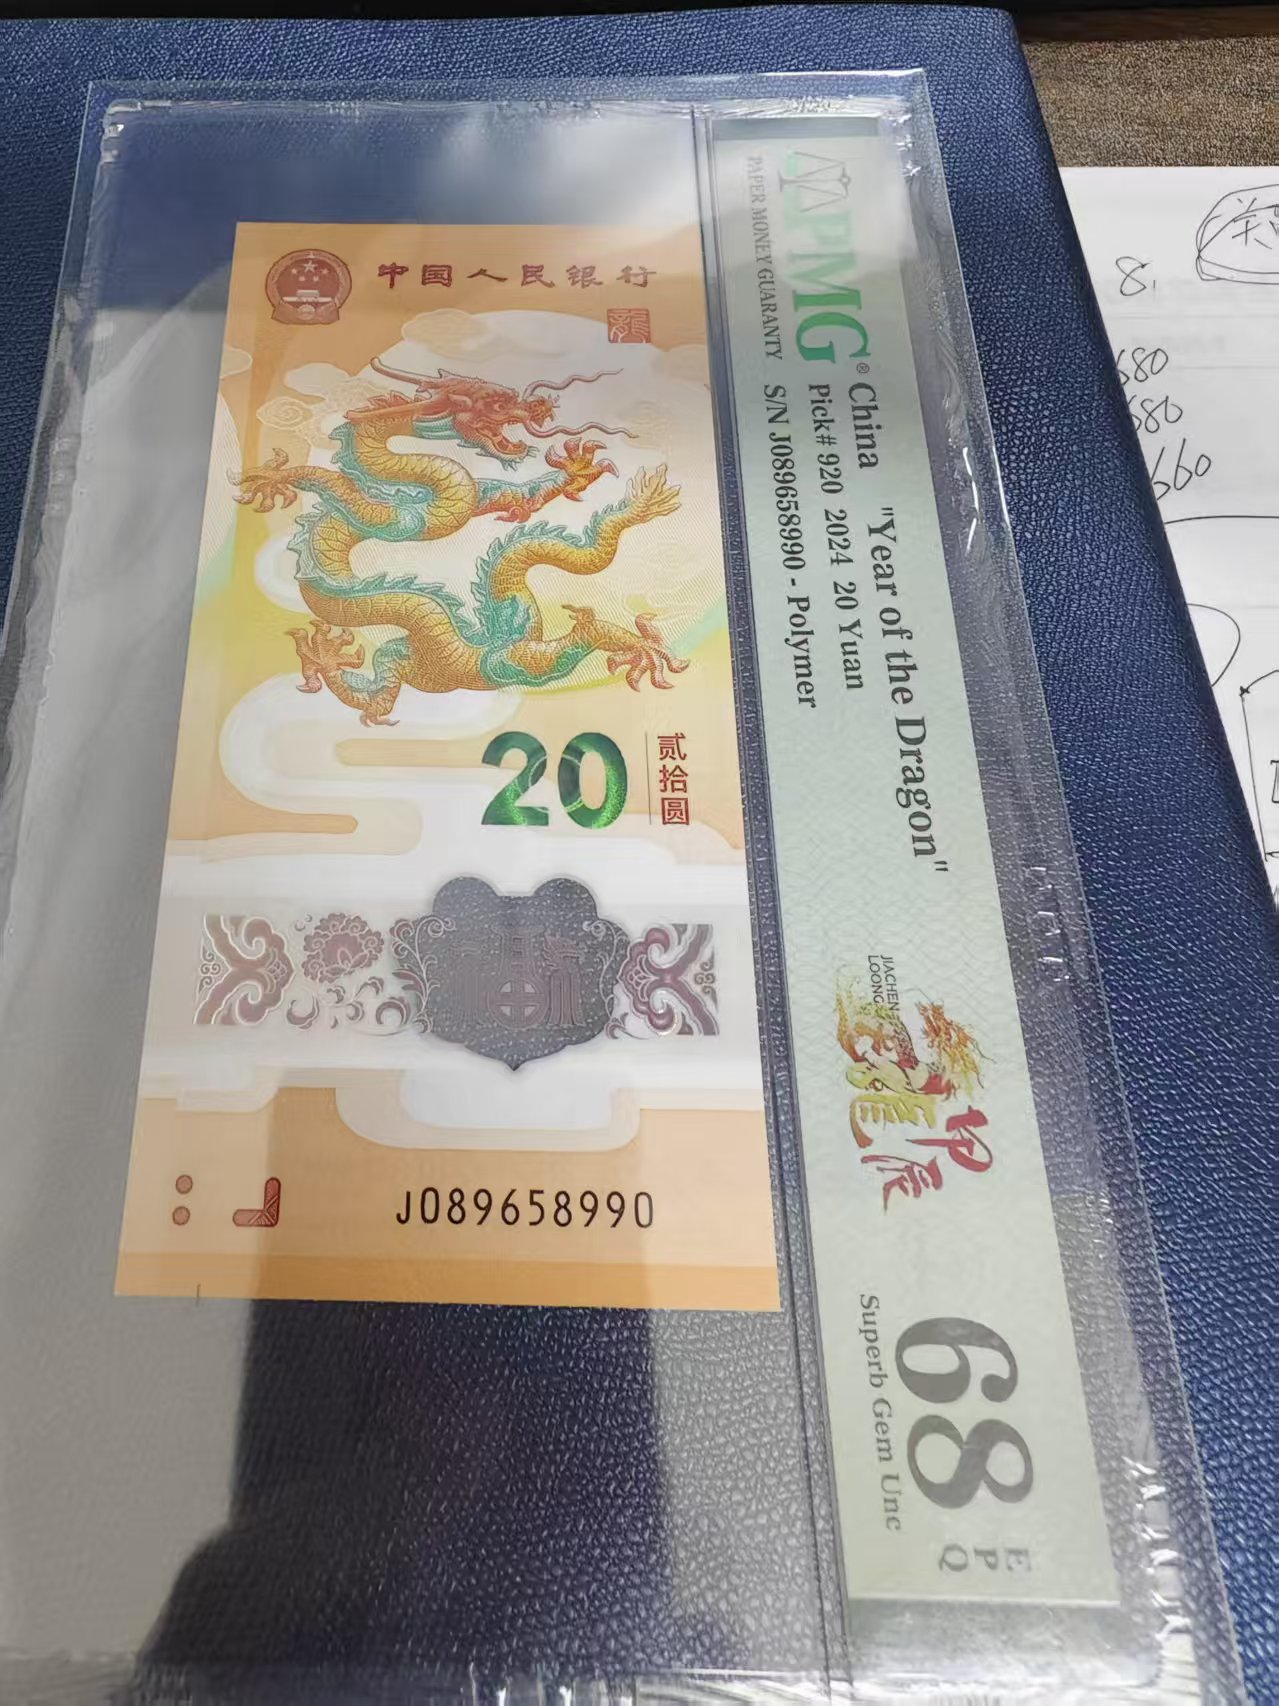 中国人民银行
贰拾圆
20
J089658990
PMG®
PAPER MONEY GUARANTY
China "Year of the Dragon"
Pick# 920 2024 20 Yuan
S/N J089658990 - Polymer
JIACHEN
LOONG
甲辰
68
EPQ
Superb Gem Unc
8.
680
680
660